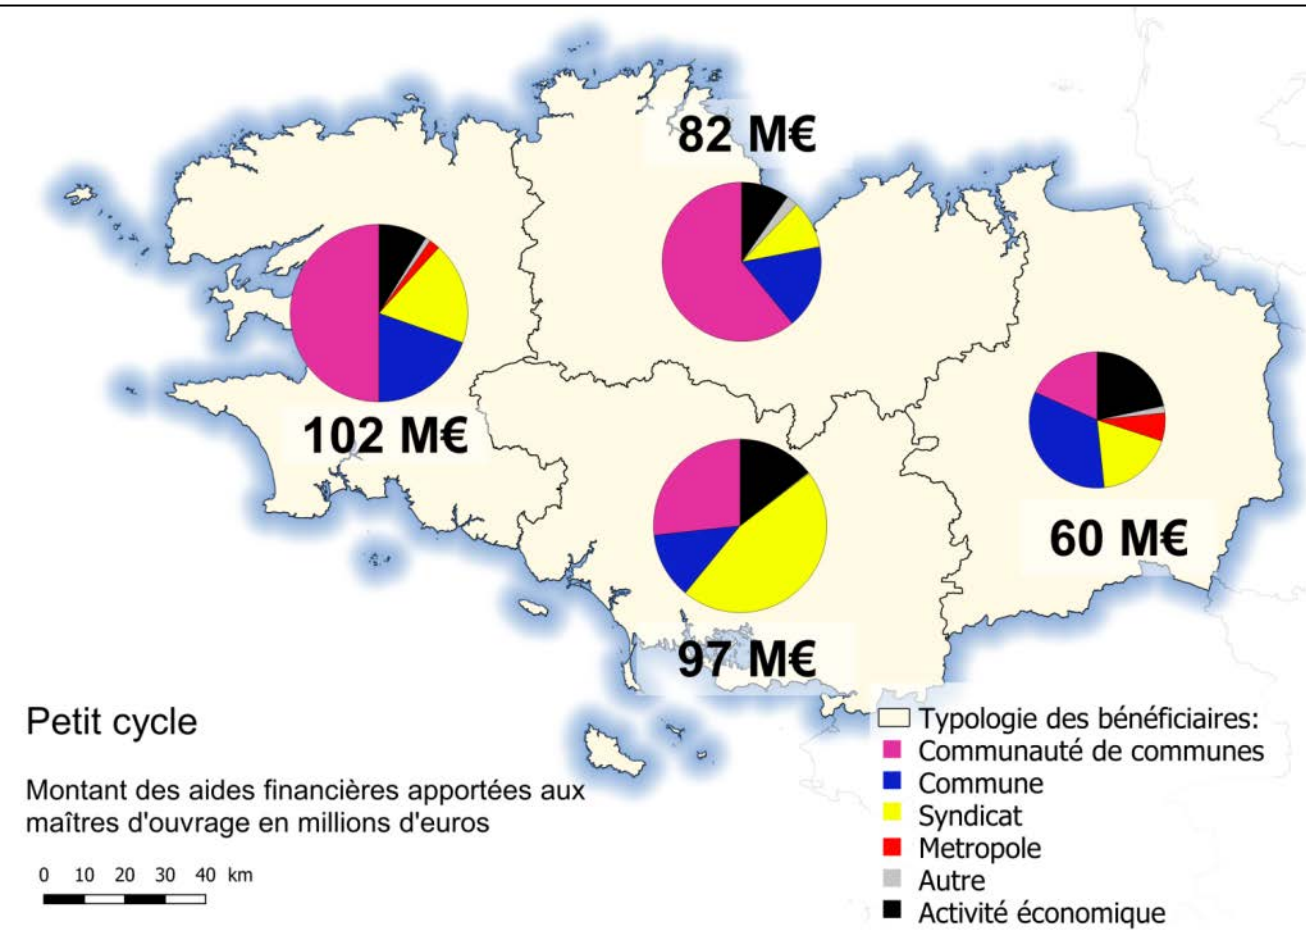 82 M€
102 M€
60 M€
97 M€
Petit cycle
Montant des aides financières apportées aux
maîtres d'ouvrage en millions d'euros
0 10 20 30 40 km
Typologie des bénéficiaires:
Communauté de communes
Commune
Syndicat
Metropole
Autre
Activité économique